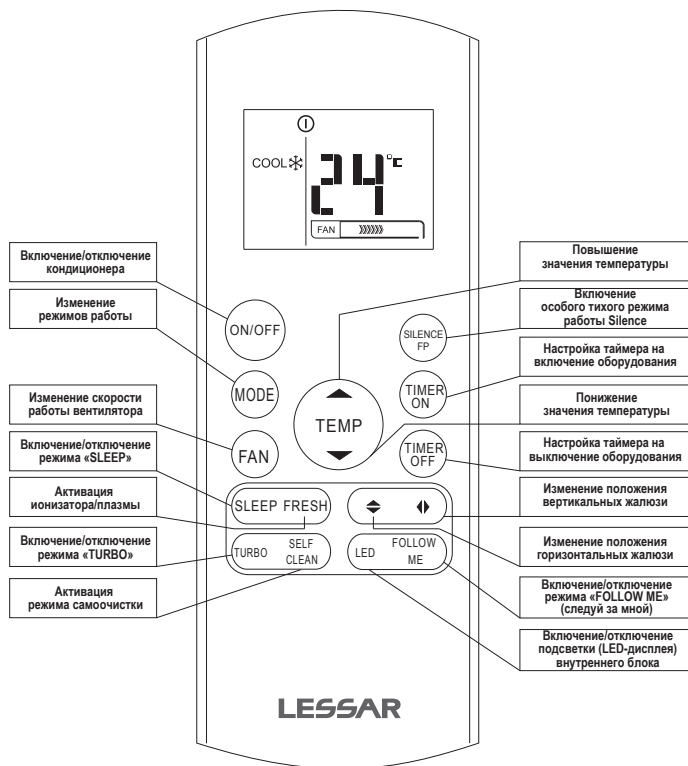 COOL
24°C
FAN
Включение/отключение
кондиционера
Изменение
режимов работы
Изменение скорости
работы вентилятора
Включение/отключение
режима «SLEEP»
Активация
ионизатора/плазмы
Включение/отключение
режима «TURBO»
Активация
режима самоочистки
ON/OFF
MODE
FAN
TEMP
SILENCE
FP
TIMER
ON
TIMER
OFF
SLEEP FRESH
TURBO
SELF
CLEAN
LED
FOLLOW
ME
Повышение
значения температуры
Включение
особого тихого режима
работы Silence
Настройка таймера на
включение оборудования
Понижение
значения температуры
Настройка таймера на
выключение оборудования
Изменение положения
вертикальных жалюзи
Изменение положения
горизонтальных жалюзи
Включение/отключение
режима «FOLLOW ME»
(следуй за мной)
Включение/отключение
подсветки (LED-дисплея)
внутреннего блока
LESSAR